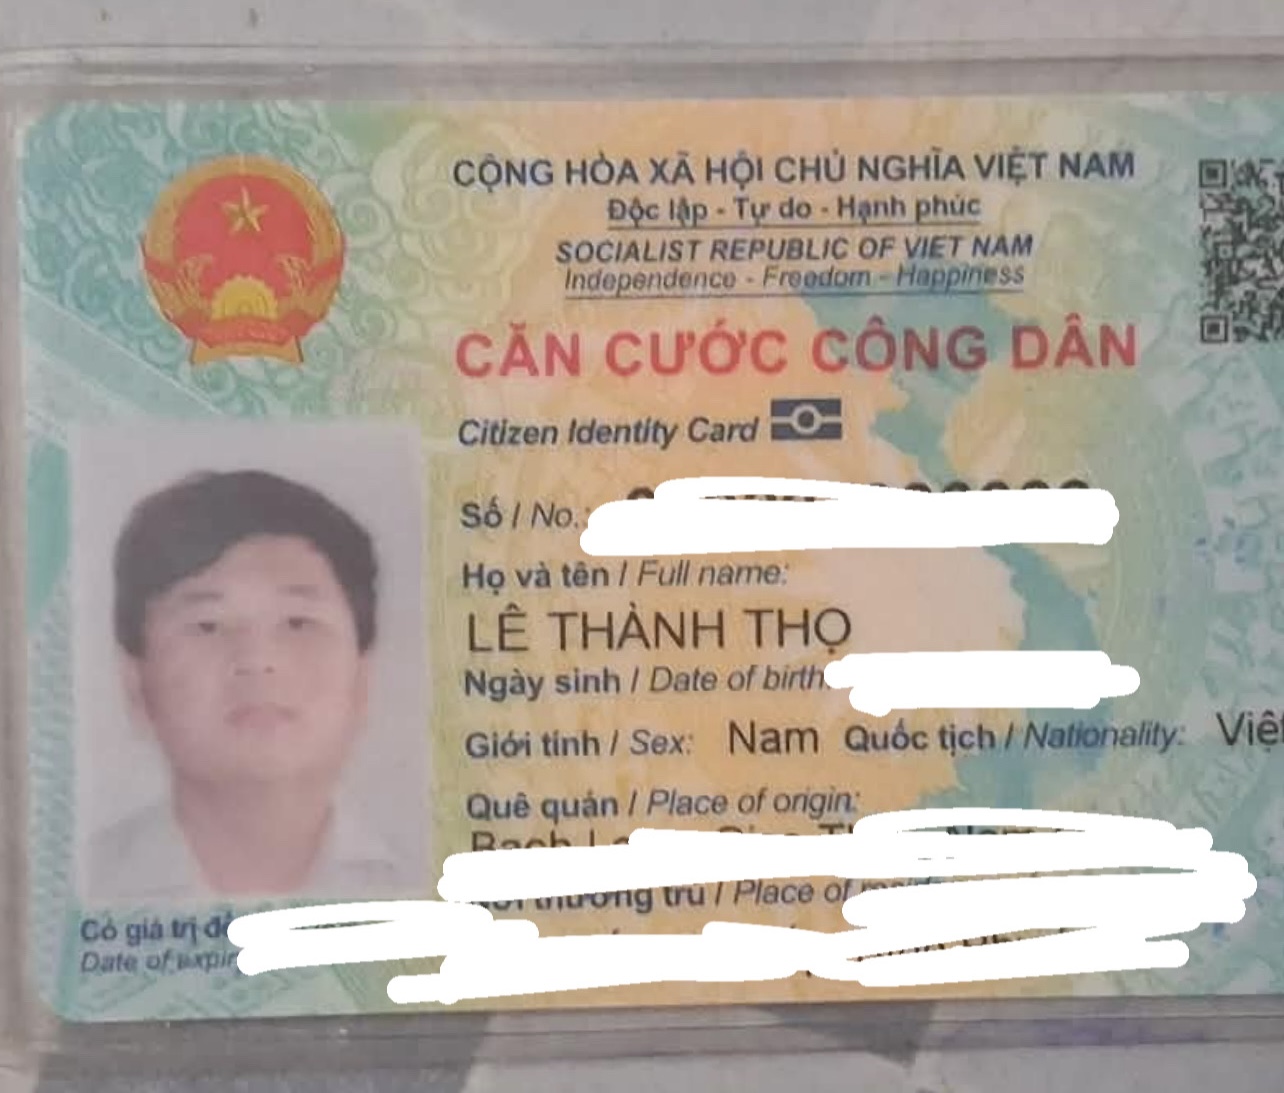 CỘNG HÒA XÃ HỘI CHỦ NGHĨA VIỆT NAM
Độc lập - Tự do - Hạnh phúc
SOCIALIST REPUBLIC OF VIET NAM
Independence - Freedom - Happiness
CĂN CƯỚC CÔNG DÂN
Citizen Identity Card
Số / No.:
Họ và tên / Full name:
LÊ THÀNH THỌ
Ngày sinh / Date of birth:
Giới tính / Sex: Nam Quốc tịch / Nationality: Việ
Quê quán / Place of origin:
thường trú / Place of
Có giá trị
Date of